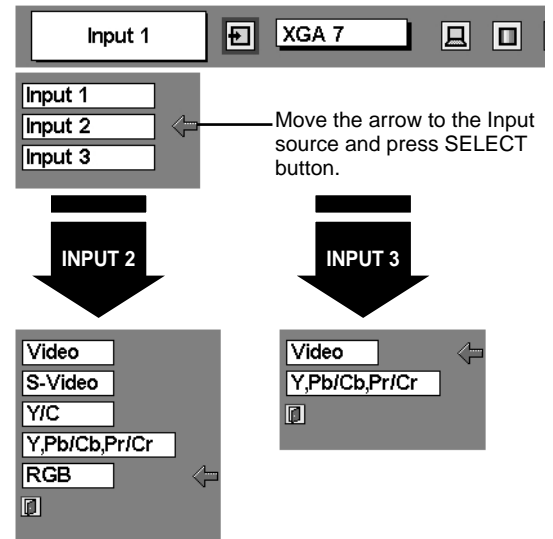 Input 1
XGA 7
Input 1
Input 2
Input 3
Move the arrow to the Input
source and press SELECT
button.
INPUT 2
INPUT 3
Video
S-Video
Y/C
Y,Pb/Cb,Pr/Cr
RGB
Video
Y,Pb/Cb,Pr/Cr